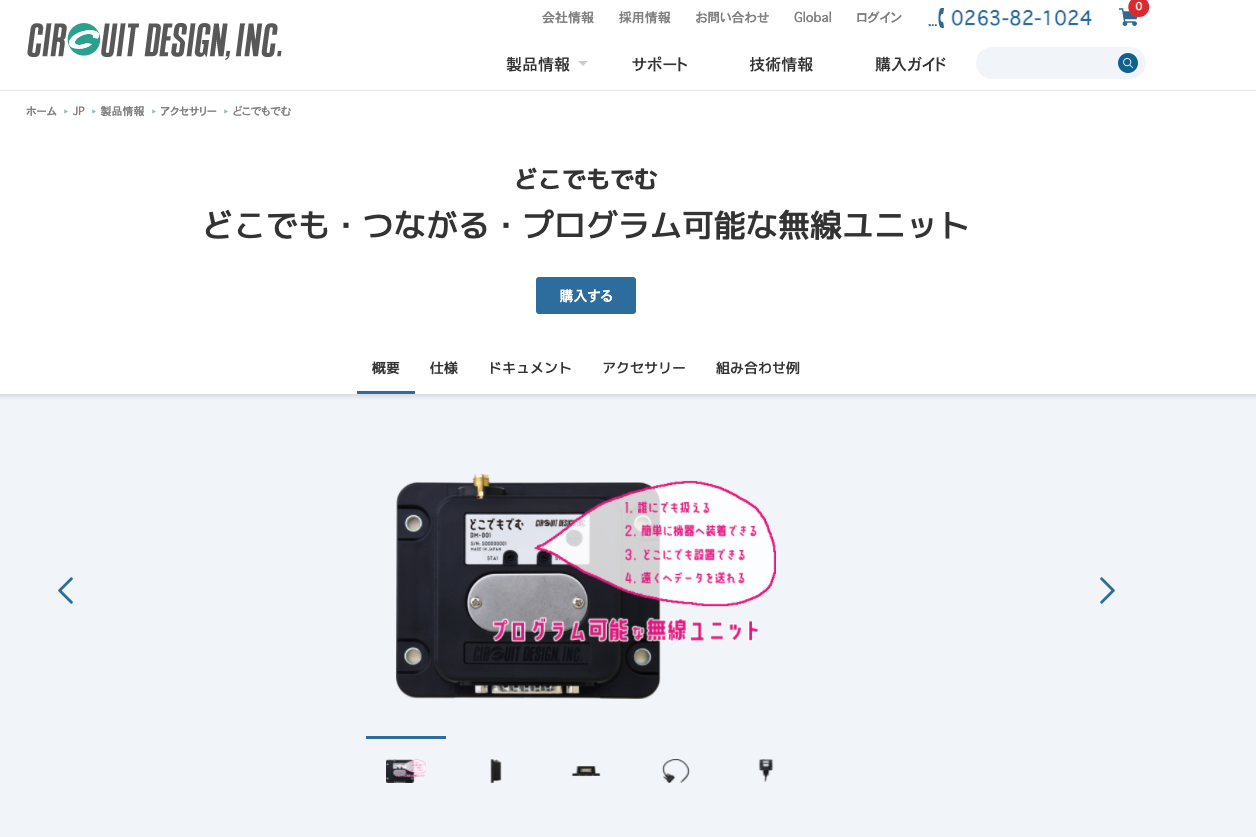 CIRCUIT DESIGN, INC.
会社情報 採用情報 お問い合わせ Global ログイン 0263-82-1024 0
製品情報 サポート 技術情報 購入ガイド
ホーム JP 製品情報 アクセサリー どこでもでむ
どこでもでむ
どこでも・つながる・プログラム可能な無線ユニット
購入する
概要 仕様 ドキュメント アクセサリー 組み合わせ例
どこでもでむ CIRCUIT DESIGN, INC.
DM-001
MADE IN JAPAN
STA1
1. 誰にでも扱える
2. 簡単に機器へ装着できる
3. どこにでも設置できる
4. 遠くへデータを送れる
プログラム可能な無線ユニット
CIRCUIT DESIGN, INC.